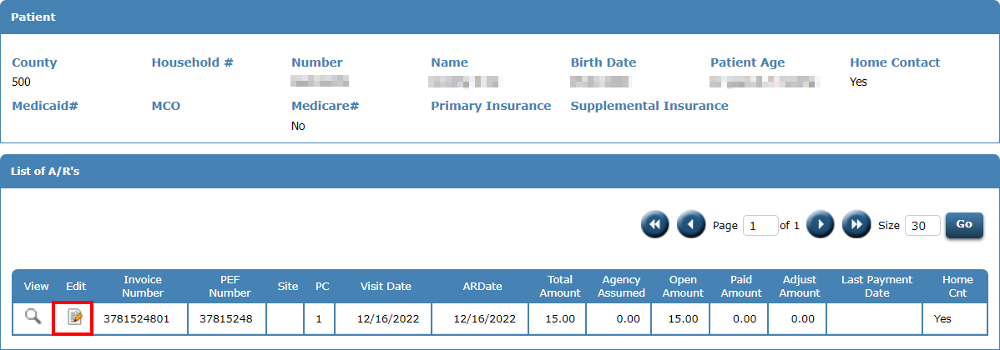 Patient
County Household # Number Name Birth Date Patient Age Home Contact
500 Yes
Medicaid# MCO Medicare# Primary Insurance Supplemental Insurance
No
List of A/R's
Page 1 of 1 Size 30 Go
View Edit Invoice Number PEF Number Site PC Visit Date ARDate Total Amount Agency Assumed Open Amount Paid Amount Adjust Amount Last Payment Date Home Cnt
3781524801 37815248 1 12/16/2022 12/16/2022 15.00 0.00 15.00 0.00 0.00 Yes